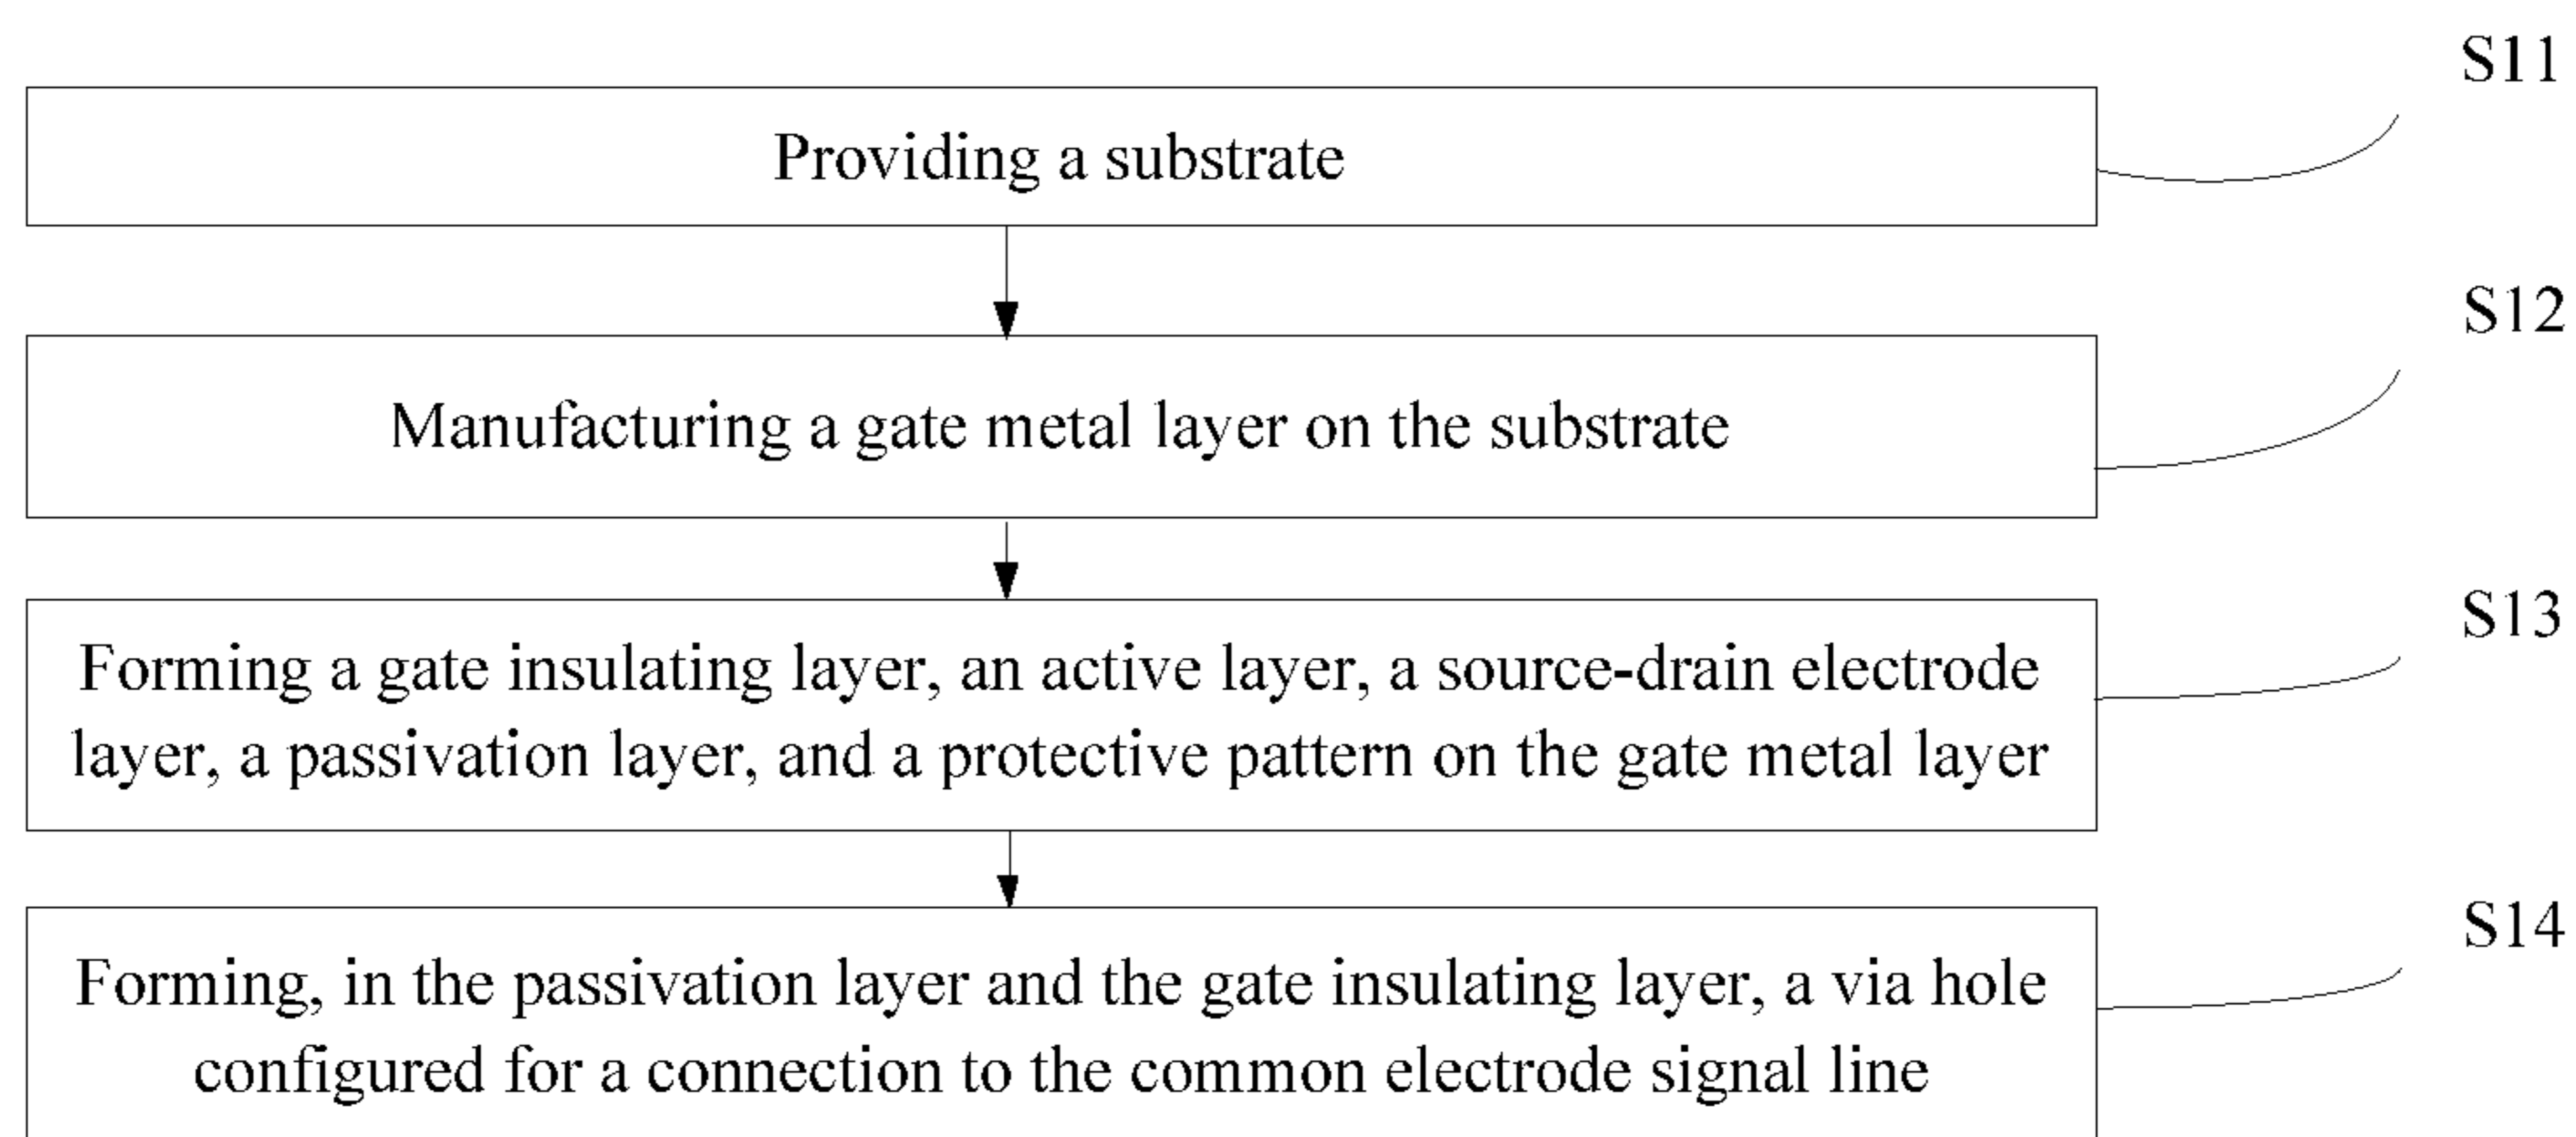 S11
Providing a substrate
S12
Manufacturing a gate metal layer on the substrate
S13
Forming a gate insulating layer, an active layer, a source-drain electrode
layer, a passivation layer, and a protective pattern on the gate metal layer
S14
Forming, in the passivation layer and the gate insulating layer, a via hole
configured for a connection to the common electrode signal line